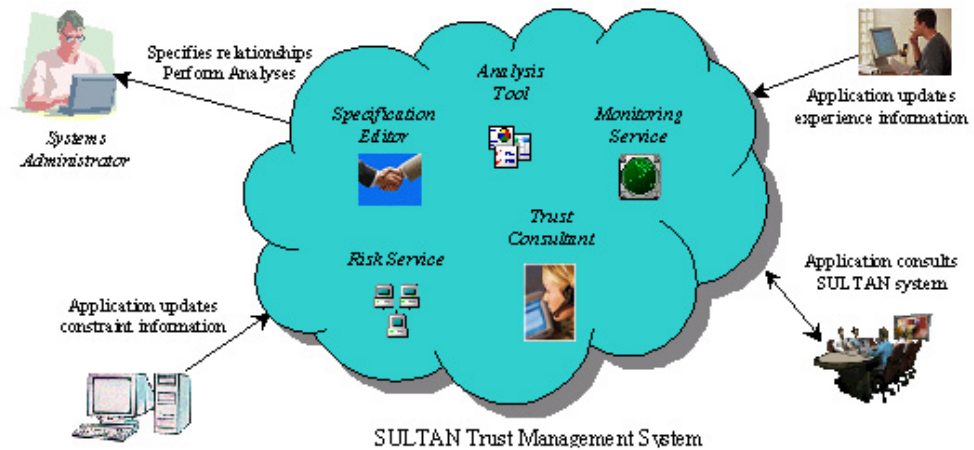 Specifies relationships
Perform Analyses
Systems
Administrator
Specification
Editor
Analysis
Tool
Monitoring
Service
Application updates
experience information
Risk Service
Trust
Consultant
Application updates
constraint information
Application consults
SULTAN system
SULTAN Trust Management System